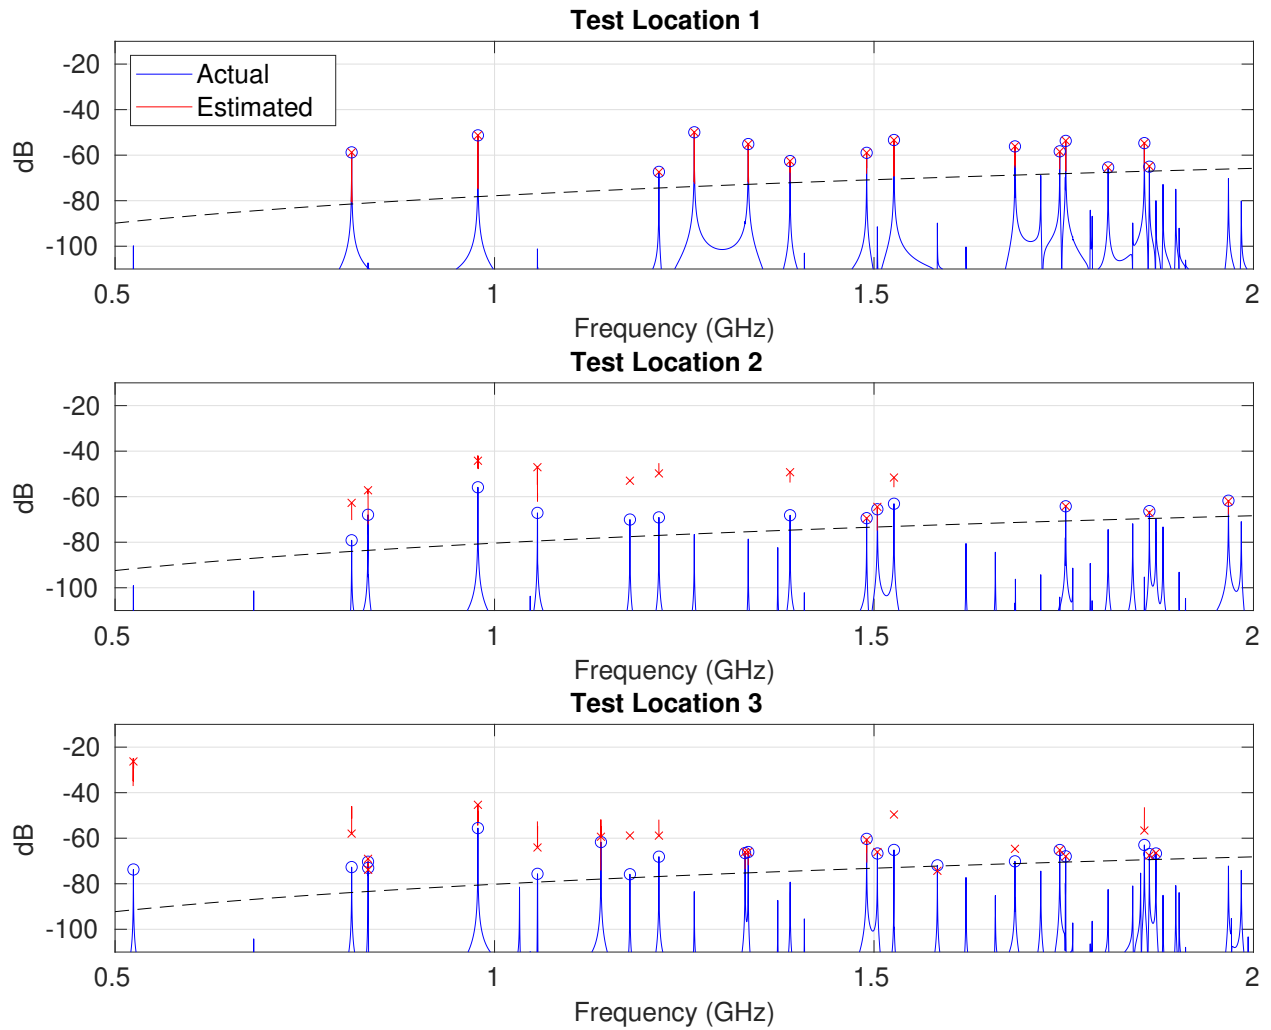 Test Location 1
-20
-40
-60
-80
-100
dB
Actual
Estimated
0.5 1 1.5 2
Frequency (GHz)
Test Location 2
-20
-40
-60
-80
-100
dB
0.5 1 1.5 2
Frequency (GHz)
Test Location 3
-20
-40
-60
-80
-100
dB
0.5 1 1.5 2
Frequency (GHz)